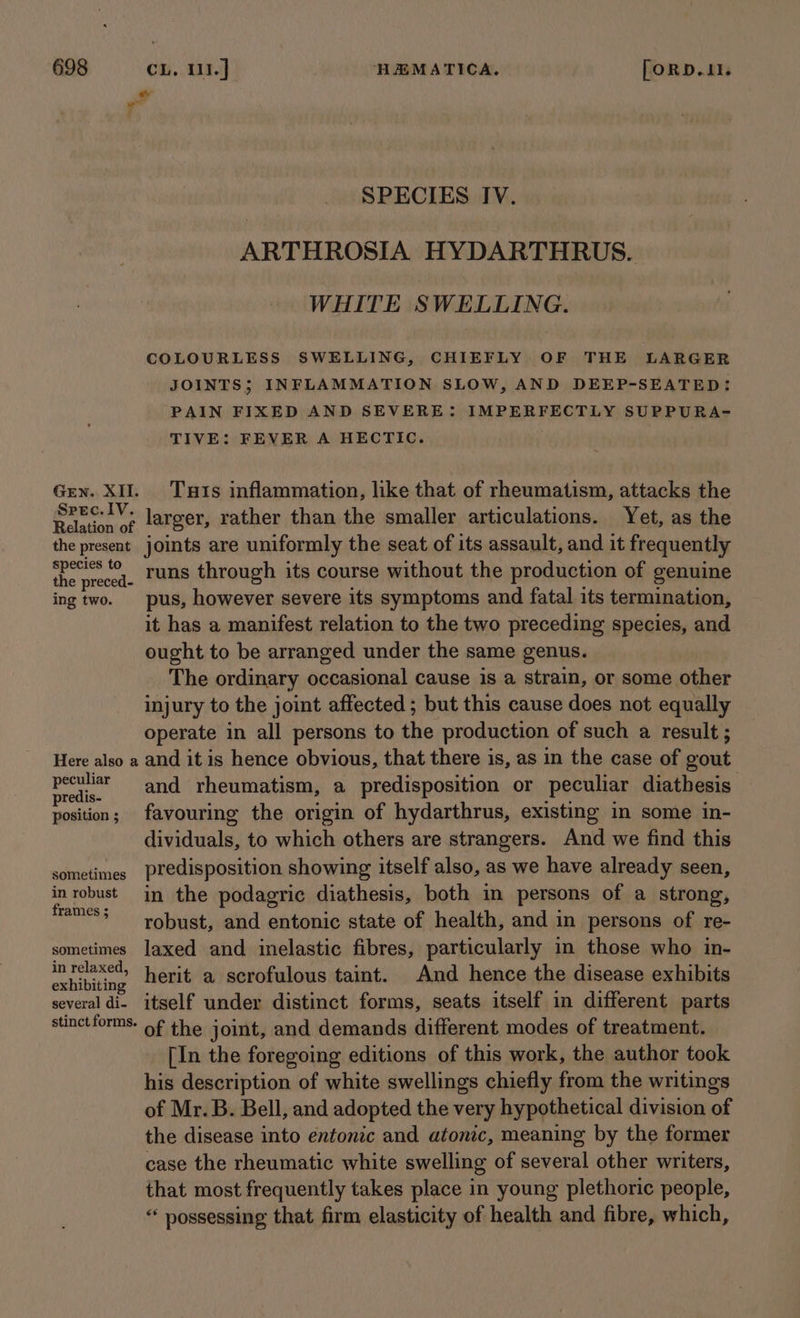 698 CL. III.] HÆMATICA. [ORD. II.
SPECIES IV.
ARTHROSIA HYDARTHRUS.
WHITE SWELLING.
COLOURLESS SWELLING, CHIEFLY OF THE LARGER
JOINTS; INFLAMMATION SLOW, AND DEEP-SEATED:
PAIN FIXED AND SEVERE: IMPERFECTLY SUPPURA-
TIVE: FEVER A HECTIC.
Gen. XII.
Spec. IV.
Relation of
the present
species to
the preced-
ing two.
This inflammation, like that of rheumatism, attacks the
larger, rather than the smaller articulations. Yet, as the
joints are uniformly the seat of its assault, and it frequently
runs through its course without the production of genuine
pus, however severe its symptoms and fatal its termination,
it has a manifest relation to the two preceding species, and
ought to be arranged under the same genus.
The ordinary occasional cause is a strain, or some other
injury to the joint affected; but this cause does not equally
operate in all persons to the production of such a result;
Here also a
peculiar
predis-
position;
and it is hence obvious, that there is, as in the case of gout
and rheumatism, a predisposition or peculiar diathesis
favouring the origin of hydarthrus, existing in some in-
dividuals, to which others are strangers. And we find this
sometimes
in robust
frames;
predisposition showing itself also, as we have already seen,
in the podagric diathesis, both in persons of a strong,
robust, and entonic state of health, and in persons of re-
sometimes
in relaxed,
exhibiting
several di-
stinct forms.
laxed and inelastic fibres, particularly in those who in-
herit a scrofulous taint. And hence the disease exhibits
itself under distinct forms, seats itself in different parts
of the joint, and demands different modes of treatment.
[In the foregoing editions of this work, the author took
his description of white swellings chiefly from the writings
of Mr. B. Bell, and adopted the very hypothetical division of
the disease into entonic and atonic, meaning by the former
case the rheumatic white swelling of several other writers,
that most frequently takes place in young plethoric people,
“ possessing that firm elasticity of health and fibre, which,